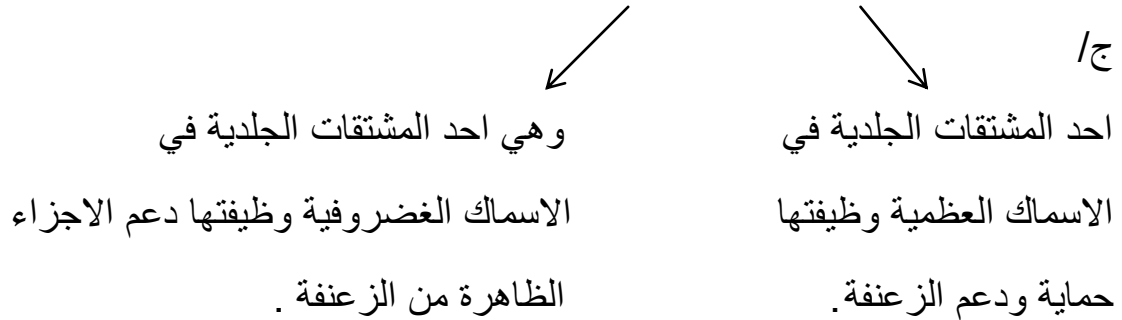 ج/
احد المشتقات الجلدية في
الاسماك العظمية وظيفتها
حماية ودعم الزعنفة.
وهي احد المشتقات الجلدية في
الاسماك الغضروفية وظيفتها دعم الاجزاء
الظاهرة من الزعنفة .